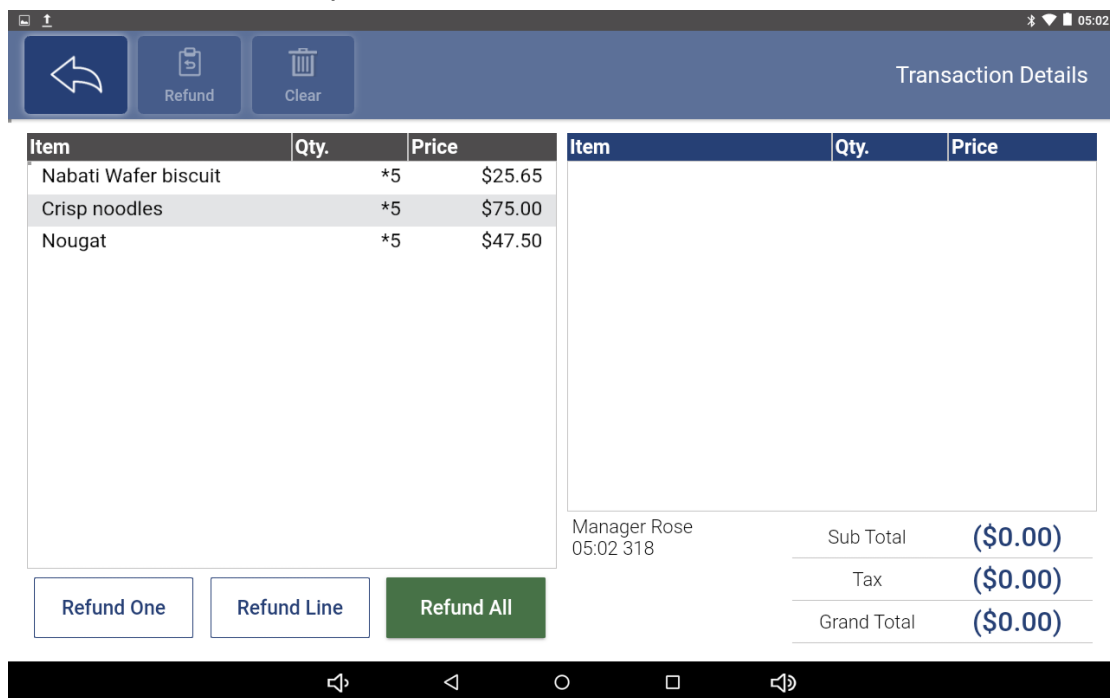 05:02
Refund
Clear
Transaction Details
Item Qty. Price
Nabati Wafer biscuit *5 $25.65
Crisp noodles *5 $75.00
Nougat *5 $47.50
Item Qty. Price
Manager Rose
05:02 318
Sub Total ($0.00)
Tax ($0.00)
Grand Total ($0.00)
Refund One
Refund Line
Refund All